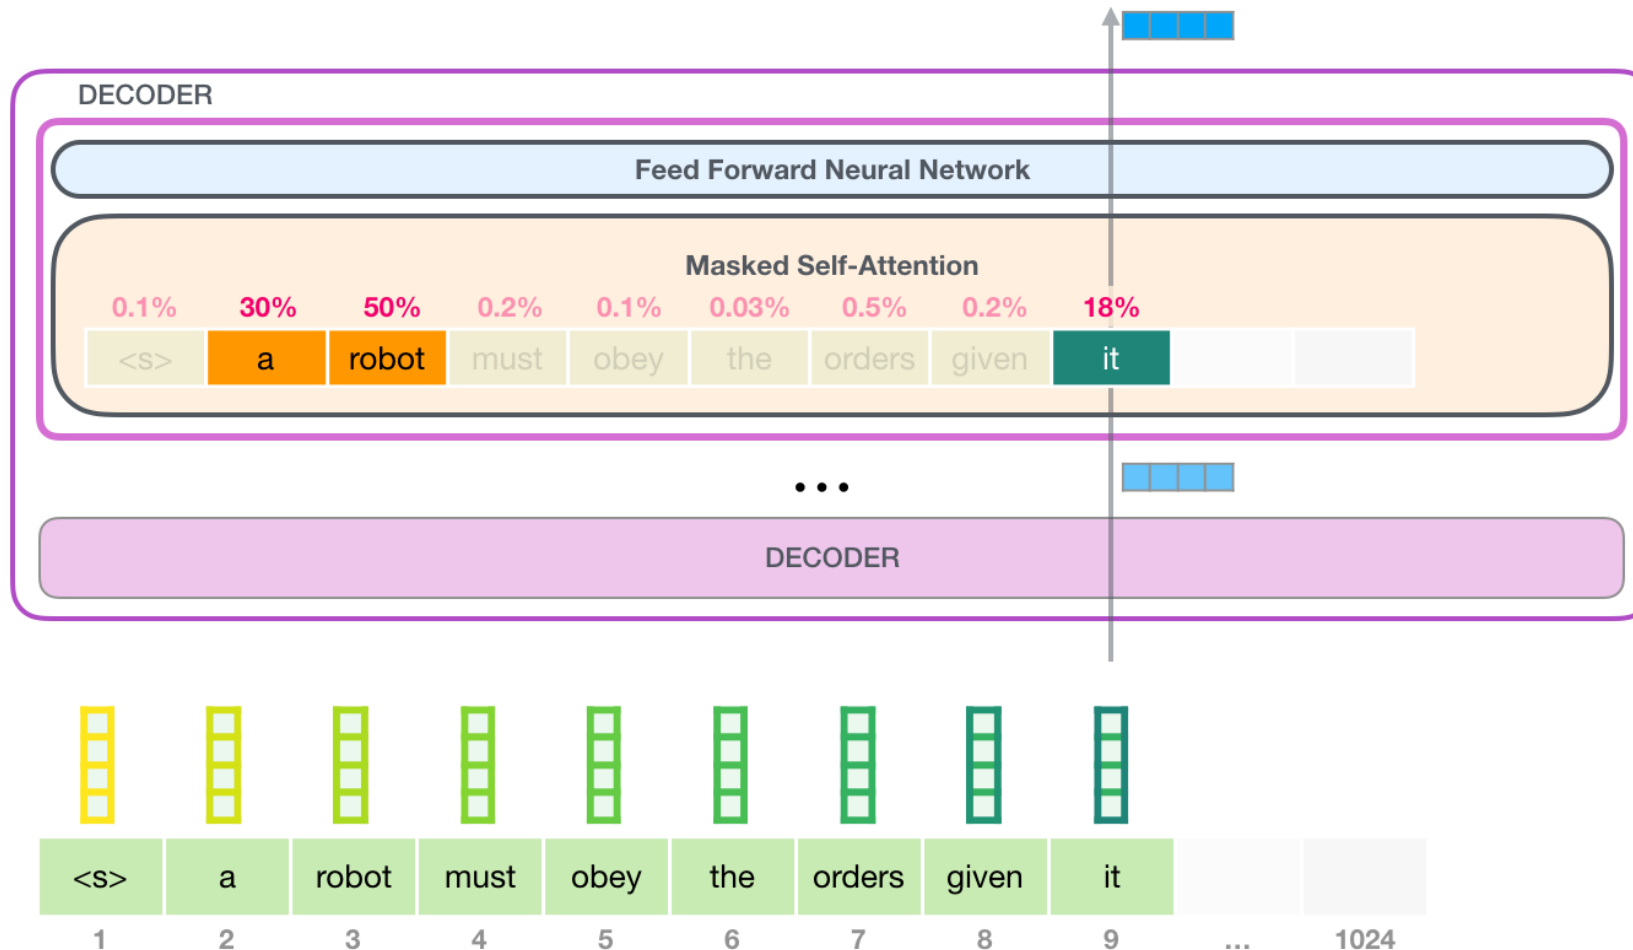 DECODER
Feed Forward Neural Network
Masked Self-Attention
0.1% 30% 50% 0.2% 0.1% 0.03% 0.5% 0.2% 18%
<s> a robot must obey the orders given it
...
DECODER
<s> a robot must obey the orders given it
1 2 3 4 5 6 7 8 9 ... 1024